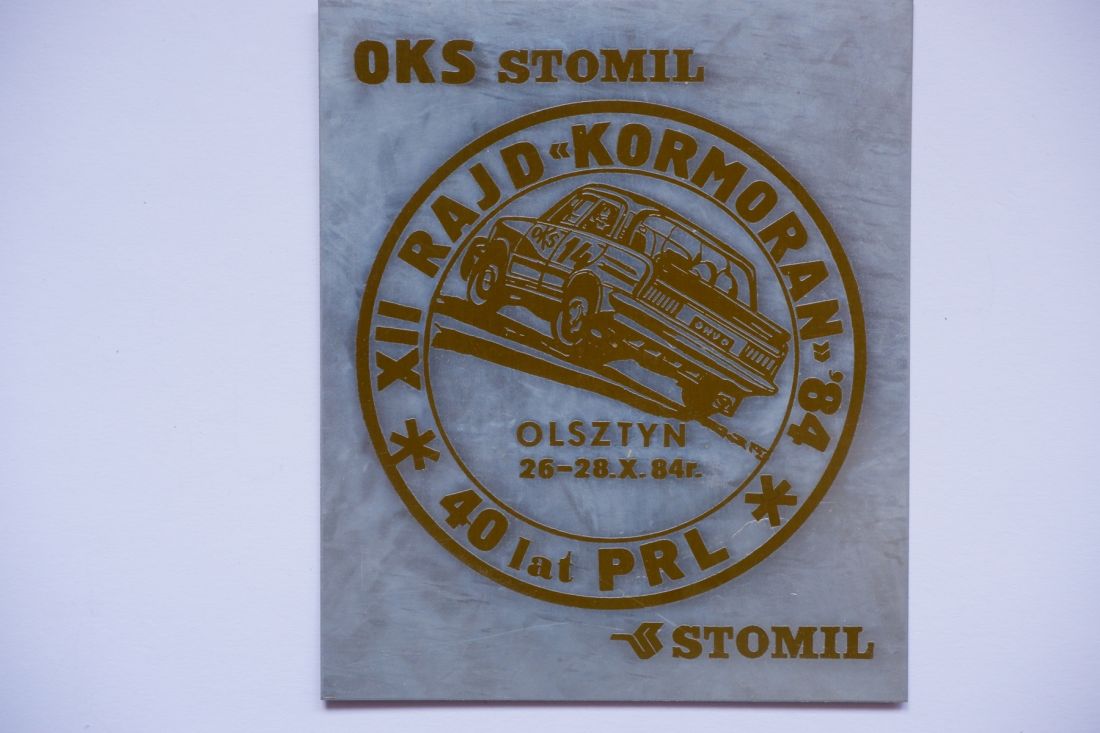 OKS STOMIL
XII RAJD «KORMORAN» '84
OKS 14
OLSZTYN
26-28.X.84r.
* 40 lat PRL *
STOMIL